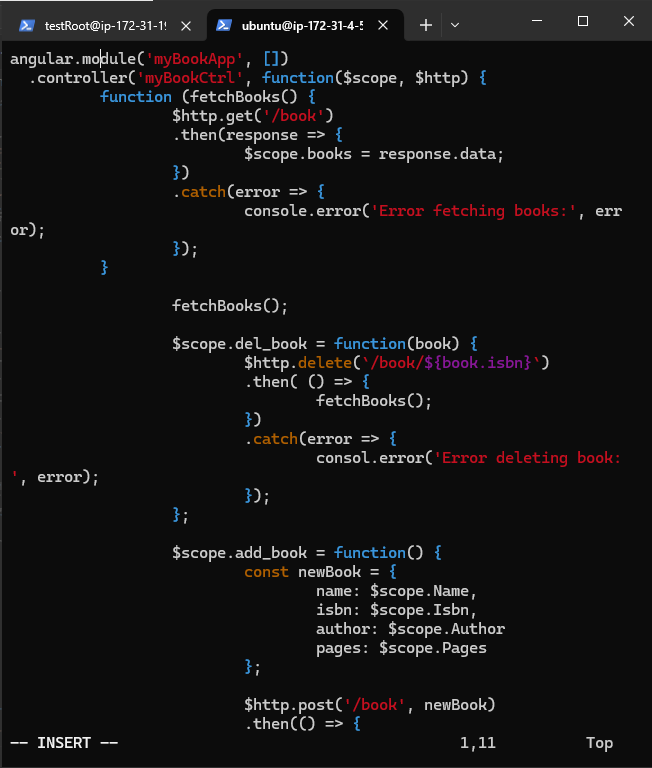 testRoot@ip-172-31-19
ubuntu@ip-172-31-4-5
angular.module('myBookApp', [])
  .controller('myBookCtrl', function($scope, $http) {
          function (fetchBooks() {
                  $http.get('/book')
                  .then(response => {
                          $scope.books = response.data;
                  })
                  .catch(error => {
                          console.error('Error fetching books:', err
or);
                  });
          }
                  fetchBooks();
                  $scope.del_book = function(book) {
                          $http.delete(`/book/${book.isbn}`)
                          .then( () => {
                                  fetchBooks();
                          })
                          .catch(error => {
                                  consol.error('Error deleting book:
', error);
                          });
                  };
                  $scope.add_book = function() {
                          const newBook = {
                                  name: $scope.Name,
                                  isbn: $scope.Isbn,
                                  author: $scope.Author
                                  pages: $scope.Pages
                          };
                          $http.post('/book', newBook)
                          .then(() => {
-- INSERT --                                      1,11          Top